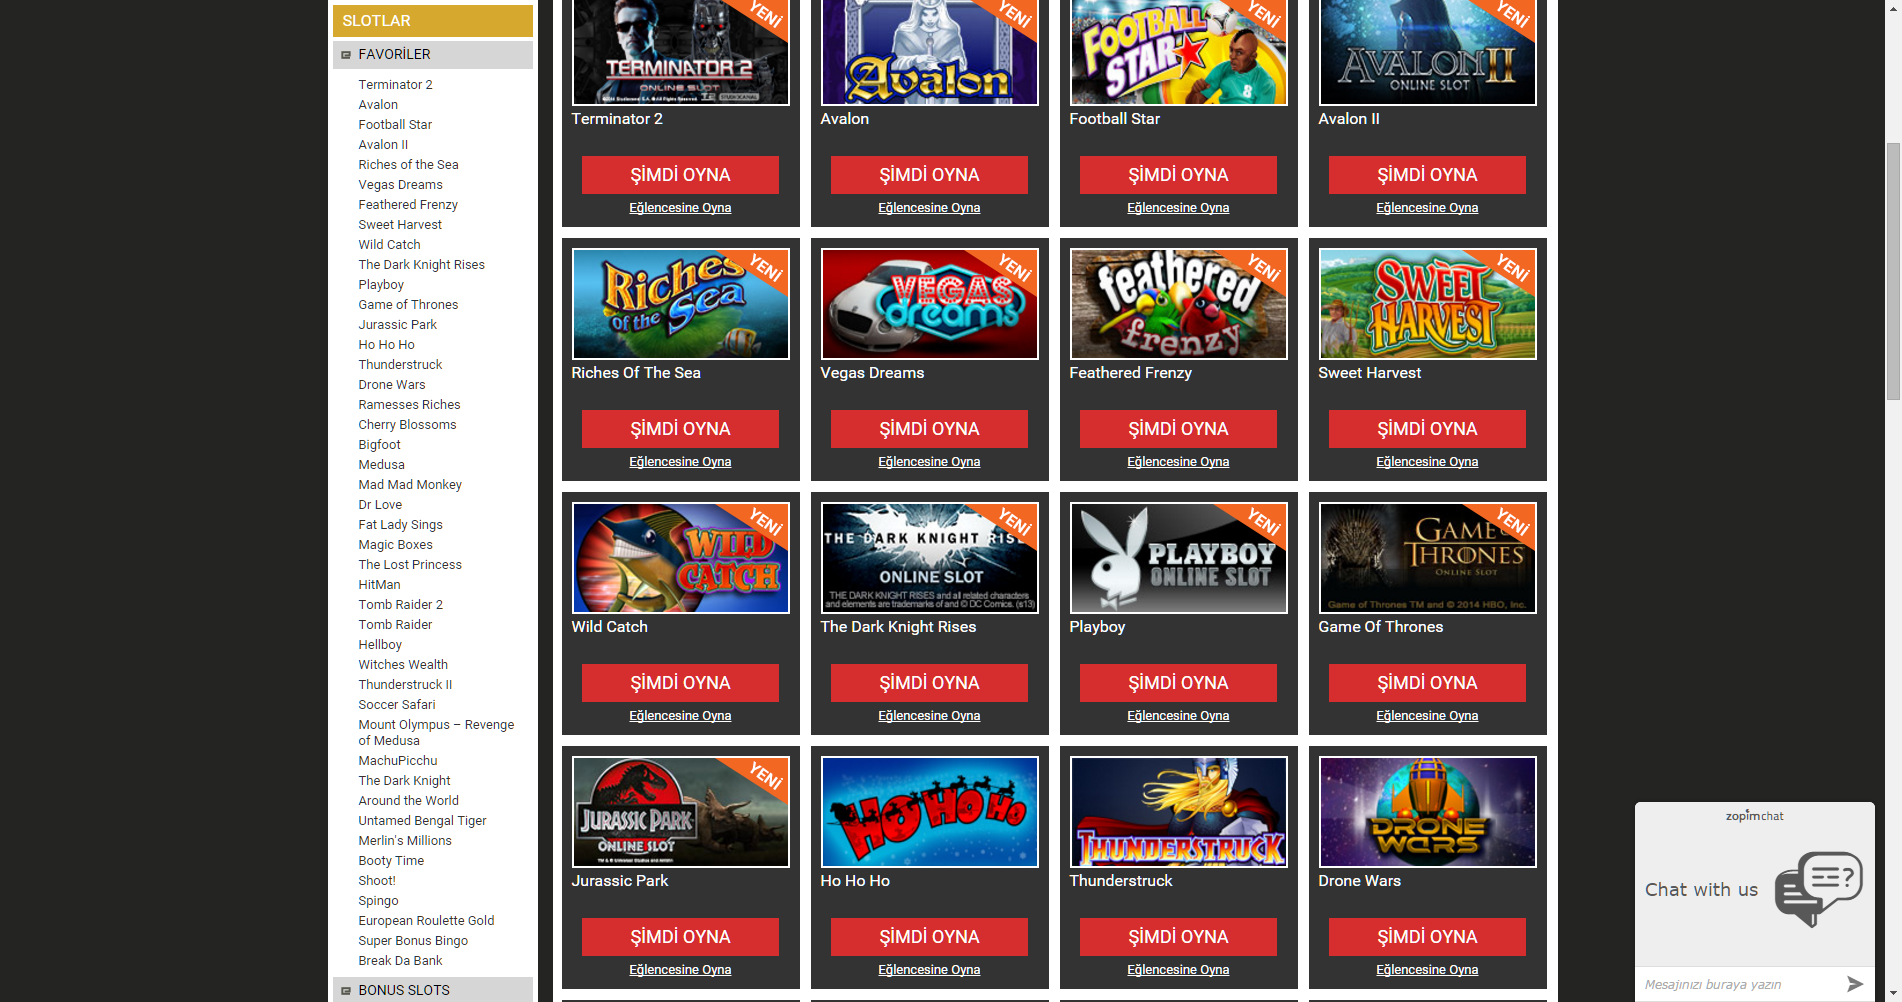 SLOTLAR
FAVORİLER
Terminator 2
Avalon
Football Star
Avalon II
Riches of the Sea
Vegas Dreams
Feathered Frenzy
Sweet Harvest
Wild Catch
The Dark Knight Rises
Playboy
Game of Thrones
Jurassic Park
Ho Ho Ho
Thunderstruck
Drone Wars
Ramesses Riches
Cherry Blossoms
Bigfoot
Medusa
Mad Mad Monkey
Dr Love
Fat Lady Sings
Magic Boxes
The Lost Princess
HitMan
Tomb Raider 2
Tomb Raider
Hellboy
Witches Wealth
Thunderstruck II
Soccer Safari
Mount Olympus – Revenge
of Medusa
MachuPicchu
The Dark Knight
Around the World
Untamed Bengal Tiger
Merlin's Millions
Booty Time
Shoot!
Spingo
European Roulette Gold
Super Bonus Bingo
Break Da Bank
BONUS SLOTS
YENİ
TERMINATOR 2
ONLINE SLOT
Terminator 2
ŞİMDİ OYNA
Eğlencesine Oyna
YENİ
Avalon
Avalon
ŞİMDİ OYNA
Eğlencesine Oyna
YENİ
FOOTBALL
STAR
8
Football Star
ŞİMDİ OYNA
Eğlencesine Oyna
YENİ
AVALON II
ONLINE SLOT
Avalon II
ŞİMDİ OYNA
Eğlencesine Oyna
YENİ
Riches
of the Sea
Riches Of The Sea
ŞİMDİ OYNA
Eğlencesine Oyna
YENİ
VEGAS
dreams
Vegas Dreams
ŞİMDİ OYNA
Eğlencesine Oyna
YENİ
feathered
frenzy
Feathered Frenzy
ŞİMDİ OYNA
Eğlencesine Oyna
YENİ
SWEET
HARVEST
Sweet Harvest
ŞİMDİ OYNA
Eğlencesine Oyna
YENİ
WILD
CATCH
Wild Catch
ŞİMDİ OYNA
Eğlencesine Oyna
YENİ
THE DARK KNIGHT RISES
ONLINE SLOT
THE DARK KNIGHT RISES and all related characters
and elements are trademarks of and © DC Comics. (s13)
The Dark Knight Rises
ŞİMDİ OYNA
Eğlencesine Oyna
YENİ
PLAYBOY
ONLINE SLOT
Playboy
ŞİMDİ OYNA
Eğlencesine Oyna
YENİ
GAME OF
THRONES
ONLINE SLOT
Game of Thrones TM and © 2014 HBO, Inc.
Game Of Thrones
ŞİMDİ OYNA
Eğlencesine Oyna
YENİ
JURASSIC PARK
ONLINE SLOT
Jurassic Park
ŞİMDİ OYNA
Eğlencesine Oyna
HO HO HO
Ho Ho Ho
ŞİMDİ OYNA
Eğlencesine Oyna
THUNDERSTRUCK
Thunderstruck
ŞİMDİ OYNA
Eğlencesine Oyna
DRONE
WARS
Drone Wars
ŞİMDİ OYNA
Eğlencesine Oyna
zopim chat
Chat with us
Mesajınızı buraya yazın